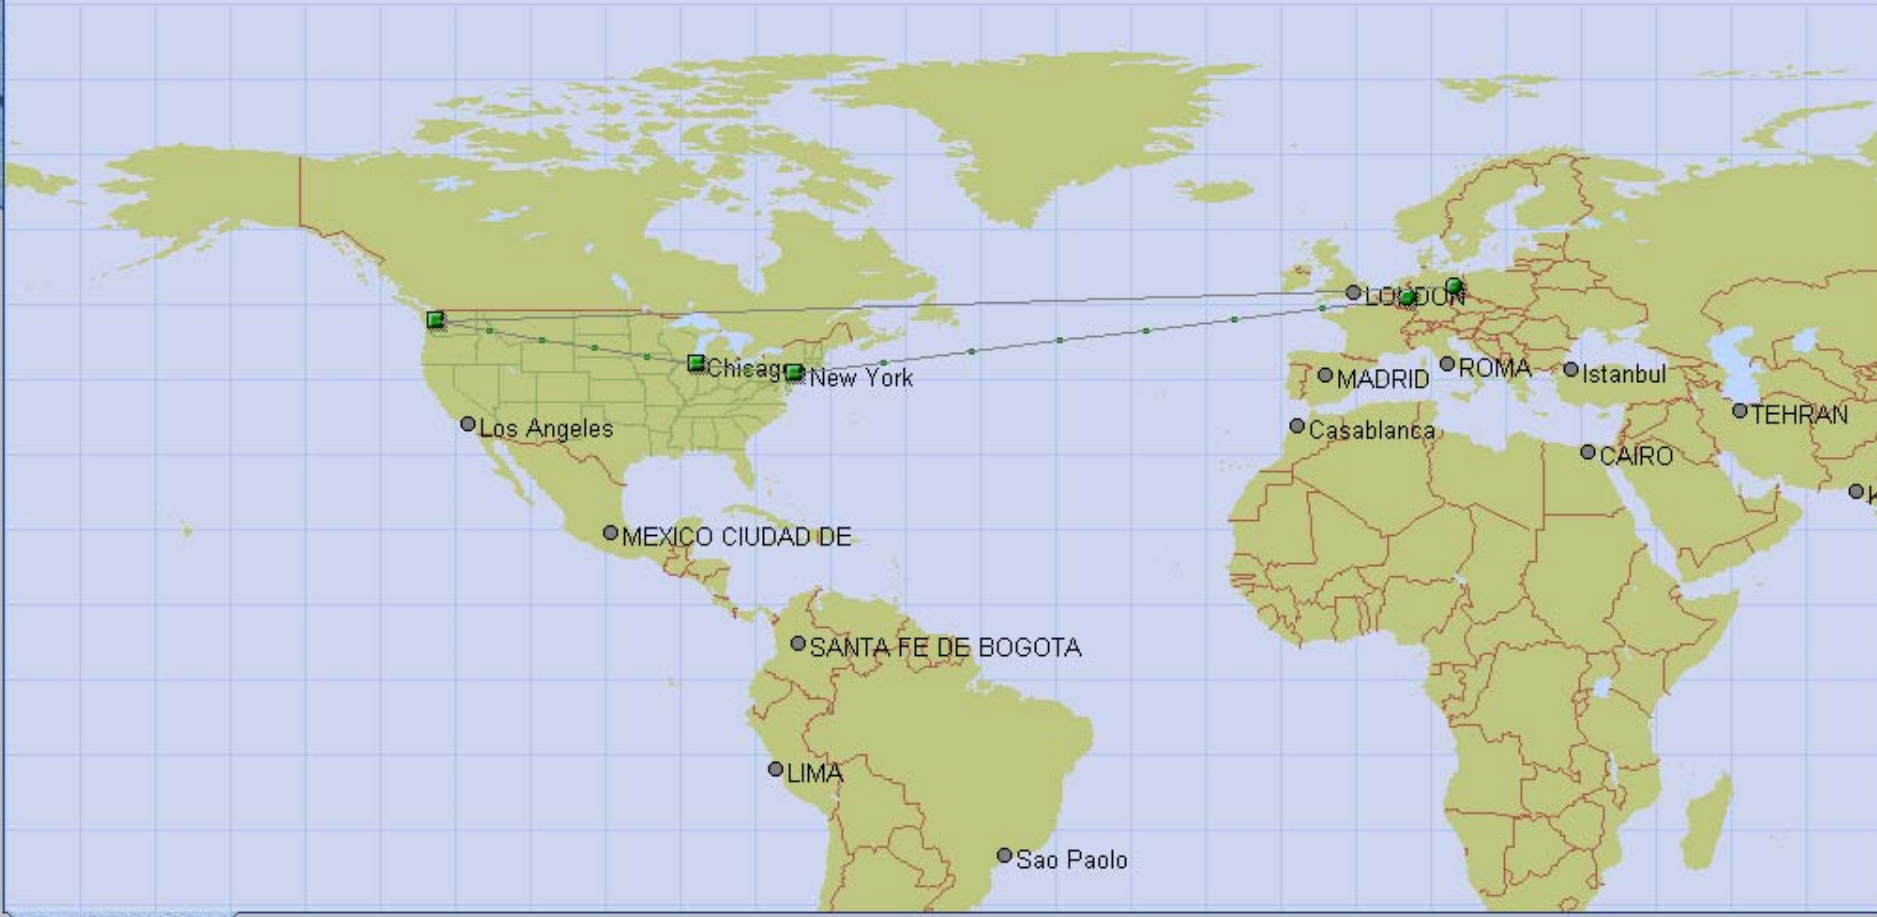 LONDON
Chicago
New York
MADRID
ROMA
Istanbul
TEHRAN
Los Angeles
Casablanca
CAIRO
MEXICO CIUDAD DE
SANTA FE DE BOGOTA
LIMA
Sao Paolo